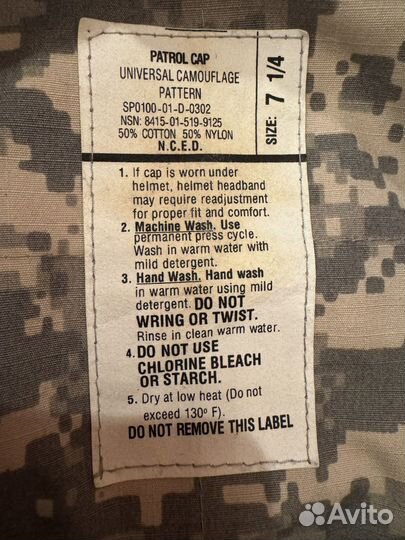 PATROL CAP
UNIVERSAL CAMOUFLAGE
PATTERN
SP0100-01-D-0302
NSN: 8415-01-519-9125
50% COTTON 50% NYLON
N.C.E.D.
SIZE: 7 1/4
1. If cap is worn under
helmet, helmet headband
may require readjustment
for proper fit and comfort.
2. Machine Wash. Use
permanent press cycle.
Wash in warm water with
mild detergent.
3. Hand Wash. Hand wash
in warm water using mild
detergent. DO NOT
WRING OR TWIST.
Rinse in clean warm water.
4. DO NOT USE
CHLORINE BLEACH
OR STARCH.
5. Dry at low heat (Do not
exceed 130º F).
DO NOT REMOVE THIS LABEL
Avito